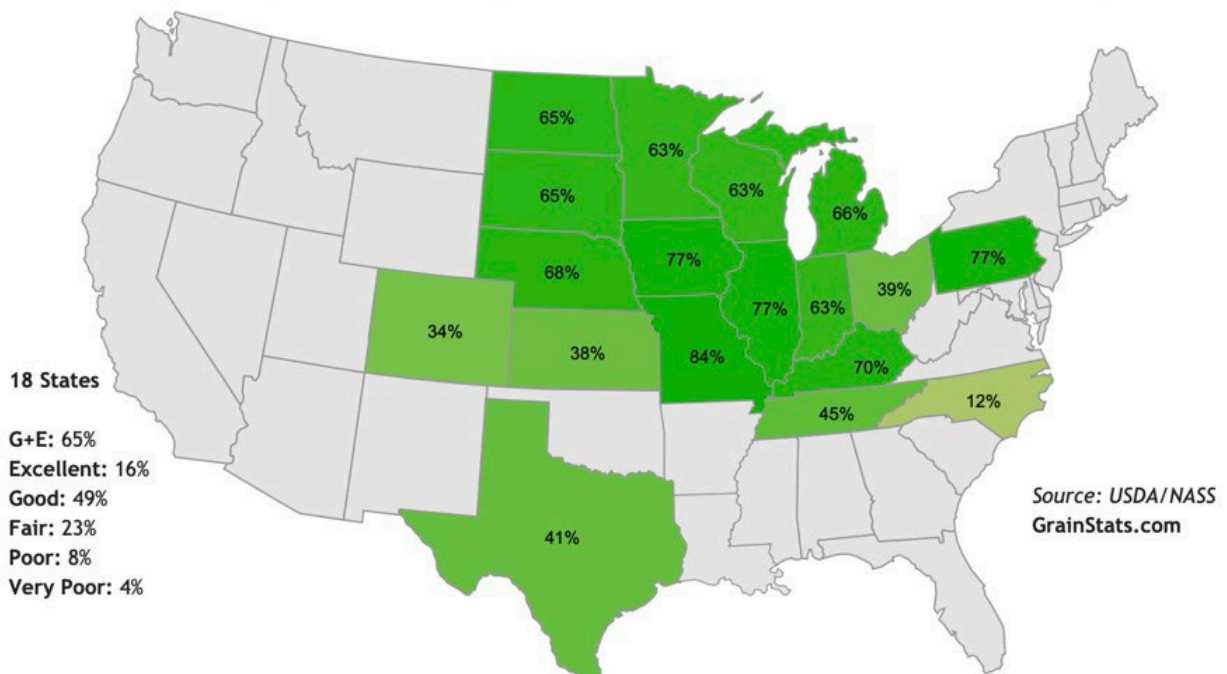 65%
63%
65%
63%
66%
68%
77%
77%
77%
63%
39%
34%
38%
84%
70%
45%
12%
41%
18 States
G+E: 65%
Excellent: 16%
Good: 49%
Fair: 23%
Poor: 8%
Very Poor: 4%
Source: USDA/NASS
GrainStats.com